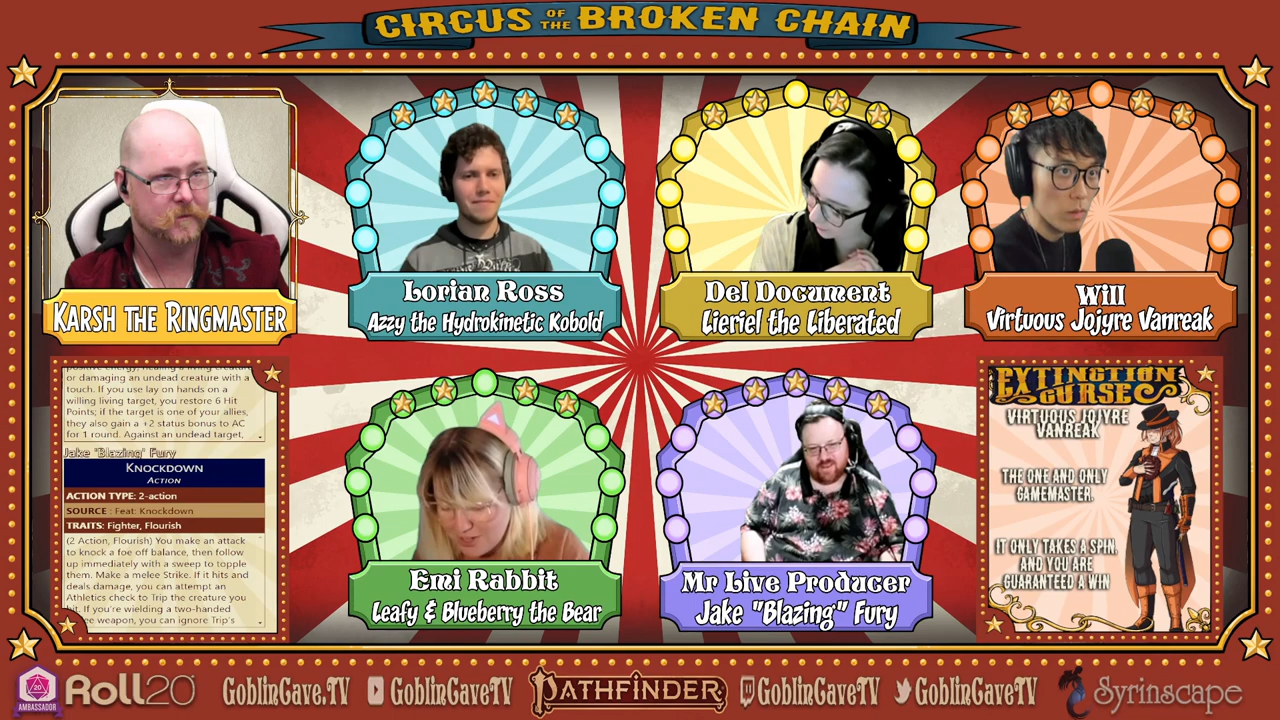 CIRCUS OF THE BROKEN CHAIN
KARSH THE RINGMASTER
Lorian Ross
Azzy the Hydrokinetic Kobold
Del Document
Lieriel the Liberated
Will
Virtuous Jojyre Vanreak
or damaging an undead creature with a
touch. If you use lay on hands on a
willing living target, you restore 6 Hit
Points; if the target is one of your allies,
they also gain a +2 status bonus to AC
for 1 round. Against an undead target,
Jake "Blazing" Fury
KNOCKDOWN
ACTION
ACTION TYPE: 2-action
SOURCE : Feat: Knockdown
TRAITS: Fighter, Flourish
(2 Action, Flourish) You make an attack
to knock a foe off balance, then follow
up immediately with a sweep to topple
them. Make a melee Strike. If it hits and
deals damage, you can attempt an
Athletics check to Trip the creature you
hit. If you're wielding a two-handed
weapon, you can ignore Trip's
Emi Rabbit
Leafy & Blueberry the Bear
Mr Live Producer
Jake "Blazing" Fury
EXTINCTION
CURSE
VIRTUOUS JOJYRE
VANREAK
THE ONE AND ONLY
GAMEMASTER.
IT ONLY TAKES A SPIN,
AND YOU ARE
GUARANTEED A WIN
20
AMBASSADOR
Roll20
GOBLINCAVE.TV
GOBLINCAVETV
PATHFINDER
GOBLINCAVETV
GOBLINCAVETV
Syrinscape